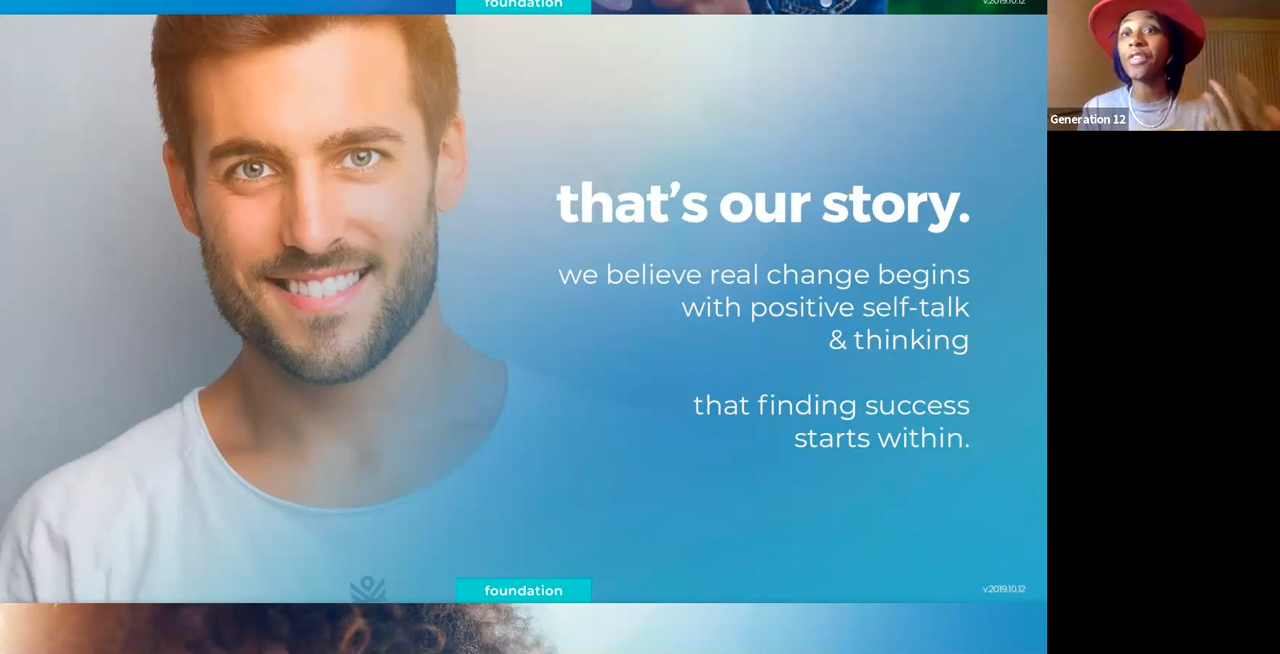 foundation
v.2019.10.12
Generation 12
that's our story.
we believe real change begins
with positive self-talk
& thinking
that finding success
starts within.
foundation
v.2019.10.12